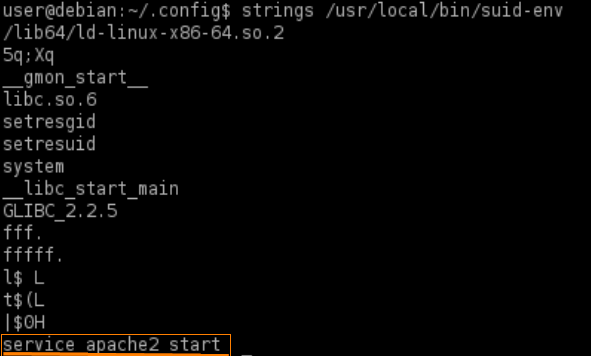 user@debian:~/.config$ strings /usr/local/bin/suid-env
/lib64/ld-linux-x86-64.so.2
5q;Xq
__gmon_start__
libc.so.6
setresgid
setresuid
system
__libc_start_main
GLIBC_2.2.5
fff.
fffff.
l$ L
t$(L
|$0H
service apache2 start